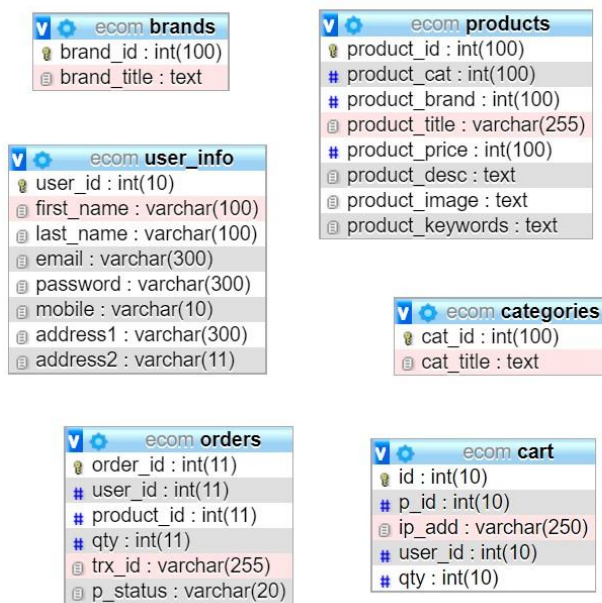 ecom brands
brand_id : int(100)
brand_title : text
ecom products
product_id : int(100)
product_cat : int(100)
product_brand : int(100)
product_title : varchar(255)
product_price : int(100)
product_desc : text
product_image : text
product_keywords : text
ecom user_info
user_id : int(10)
first_name : varchar(100)
last_name : varchar(100)
email : varchar(300)
password : varchar(300)
mobile : varchar(10)
address1 : varchar(300)
address2 : varchar(11)
ecom categories
cat_id : int(100)
cat_title : text
ecom orders
order_id : int(11)
user_id : int(11)
product_id : int(11)
qty : int(11)
trx_id : varchar(255)
p_status : varchar(20)
ecom cart
id : int(10)
p_id : int(10)
ip_add : varchar(250)
user_id : int(10)
qty : int(10)